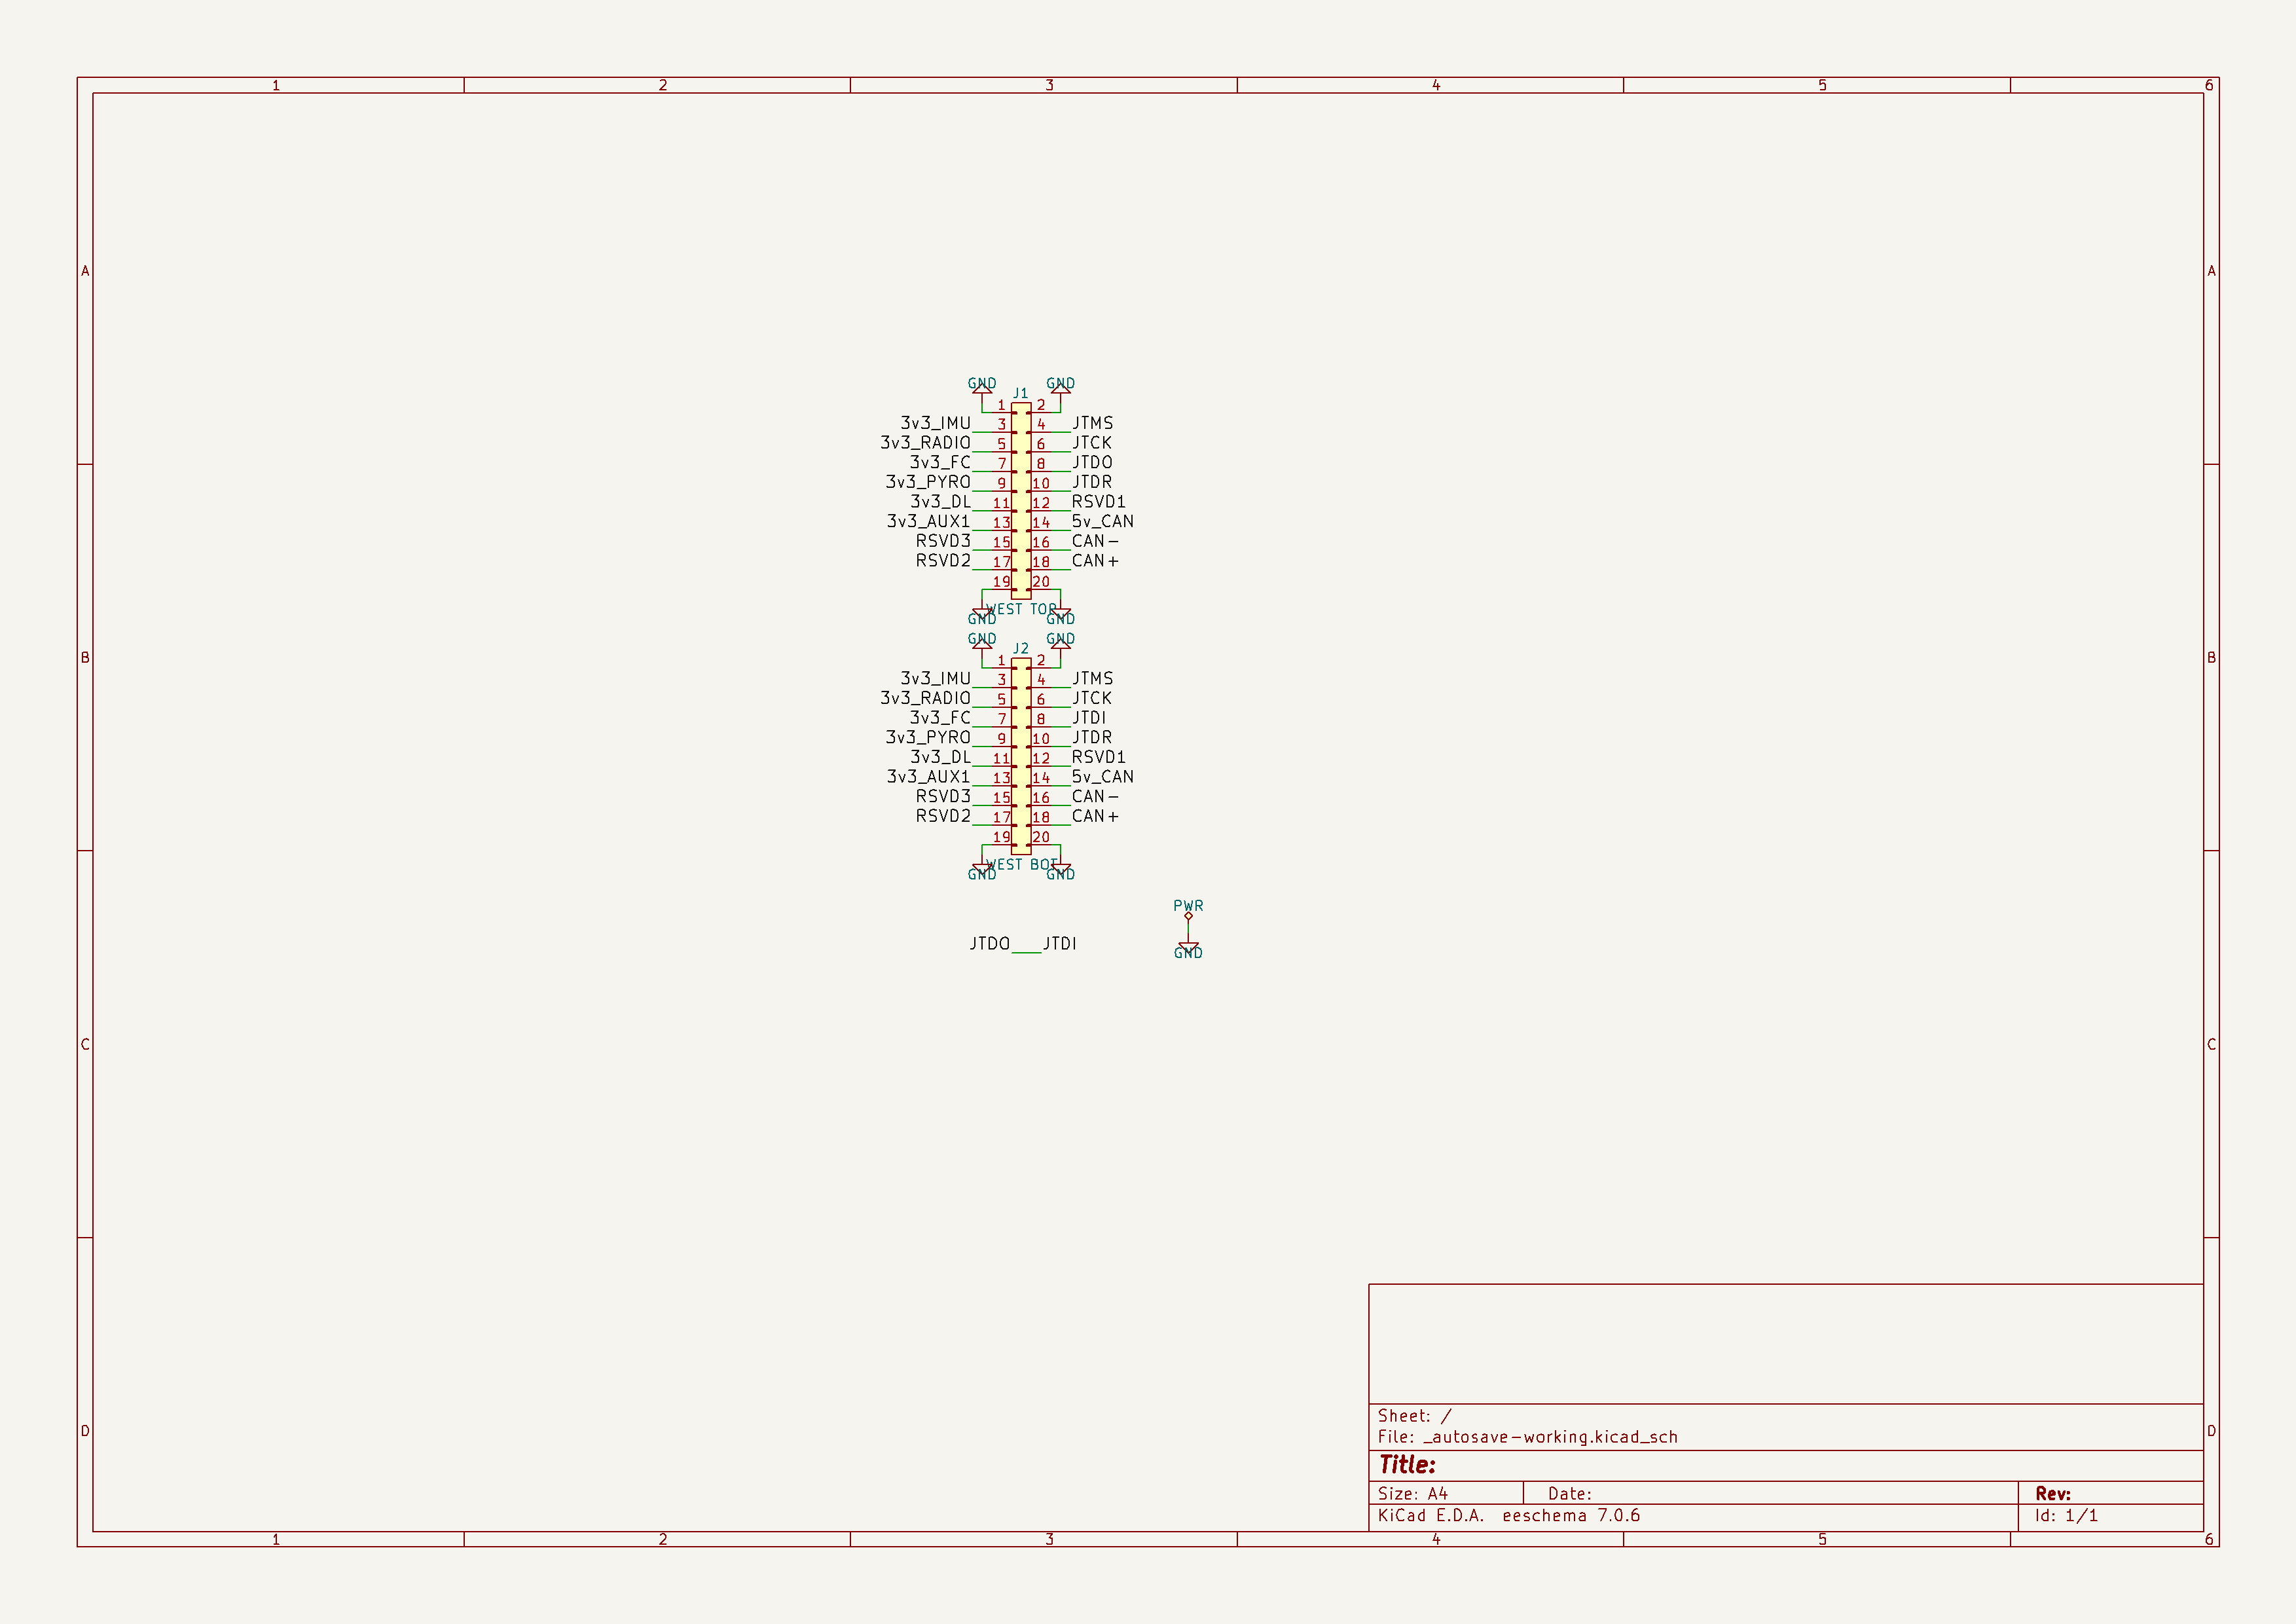 1 2 3 4 5 6
A A
GND GND
J1
1 2
3v3_IMU 3 4 JTMS
3v3_RADIO 5 6 JTCK
3v3_FC 7 8 JTDO
3v3_PYRO 9 10 JTDR
3v3_DL 11 12 RSVD1
3v3_AUX1 13 14 5v_CAN
RSVD3 15 16 CAN-
RSVD2 17 18 CAN+
19 20
WEST TOP
GND GND
GND GND
J2
B B
1 2
3v3_IMU 3 4 JTMS
3v3_RADIO 5 6 JTCK
3v3_FC 7 8 JTDI
3v3_PYRO 9 10 JTDR
3v3_DL 11 12 RSVD1
3v3_AUX1 13 14 5v_CAN
RSVD3 15 16 CAN-
RSVD2 17 18 CAN+
19 20
WEST BOT
GND GND
PWR
JTDO JTDI
GND
C C
Sheet: /
File: _autosave-working.kicad_sch
D D
Title:
Size: A4 Date: Rev:
KiCad E.D.A. eeschema 7.0.6 Id: 1/1
1 2 3 4 5 6